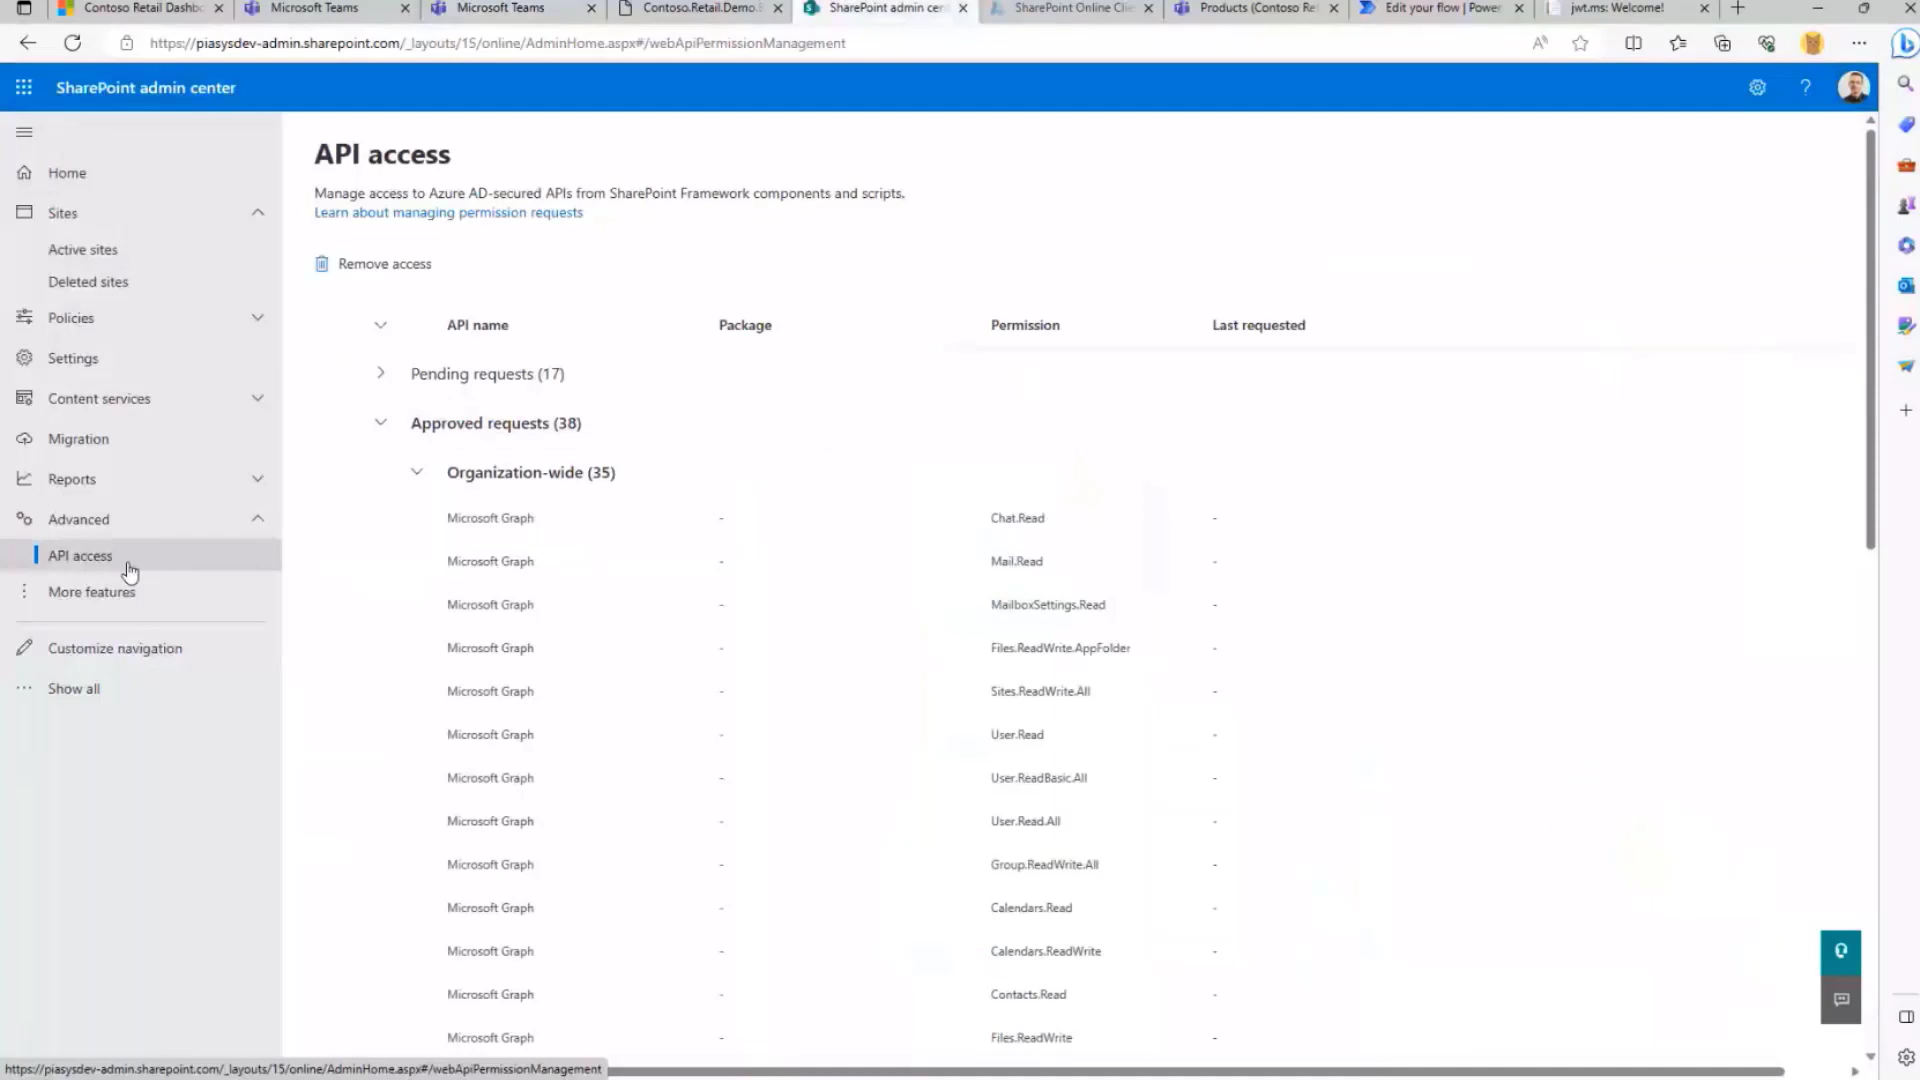 Contoso Retail Dashbo
Microsoft Teams
Microsoft Teams
Contoso.Retail.Demo.
SharePoint admin cen
SharePoint Online Clie
Products (Contoso Re
Edit your flow | Power
jwt.ms: Welcome!
https://piasysdev-admin.sharepoint.com/_layouts/15/online/AdminHome.aspx#/webApiPermissionManagement
SharePoint admin center
Home
Sites
Active sites
Deleted sites
Policies
Settings
Content services
Migration
Reports
Advanced
API access
More features
Customize navigation
Show all
API access
Manage access to Azure AD-secured APIs from SharePoint Framework components and scripts.
Learn about managing permission requests
Remove access
API name Package Permission Last requested
Pending requests (17)
Approved requests (38)
Organization-wide (35)
Microsoft Graph - Chat.Read -
Microsoft Graph - Mail.Read -
Microsoft Graph - MailboxSettings.Read -
Microsoft Graph - Files.ReadWrite.AppFolder -
Microsoft Graph - Sites.ReadWrite.All -
Microsoft Graph - User.Read -
Microsoft Graph - User.ReadBasic.All -
Microsoft Graph - User.Read.All -
Microsoft Graph - Group.ReadWrite.All -
Microsoft Graph - Calendars.Read -
Microsoft Graph - Calendars.ReadWrite -
Microsoft Graph - Contacts.Read -
Microsoft Graph - Files.ReadWrite -
https://piasysdev-admin.sharepoint.com/_layouts/15/online/AdminHome.aspx#/webApiPermissionManagement